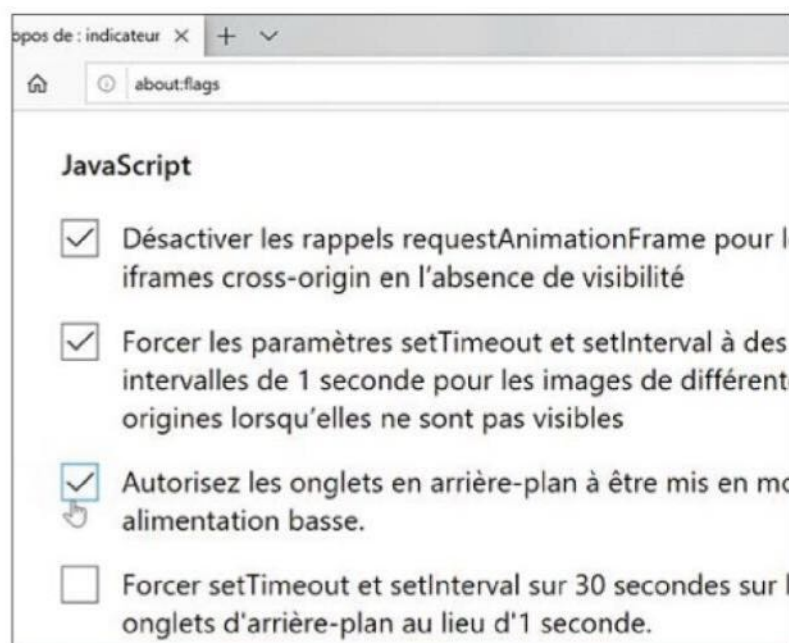 opos de : indicateur
about:flags
JavaScript
Désactiver les rappels requestAnimationFrame pour
iframes cross-origin en l'absence de visibilité
Forcer les paramètres setTimeout et setInterval à des
intervalles de 1 seconde pour les images de différent
origines lorsqu'elles ne sont pas visibles
Autorisez les onglets en arrière-plan à être mis en
alimentation basse.
Forcer setTimeout et setInterval sur 30 secondes sur
onglets d'arrière-plan au lieu d'1 seconde.